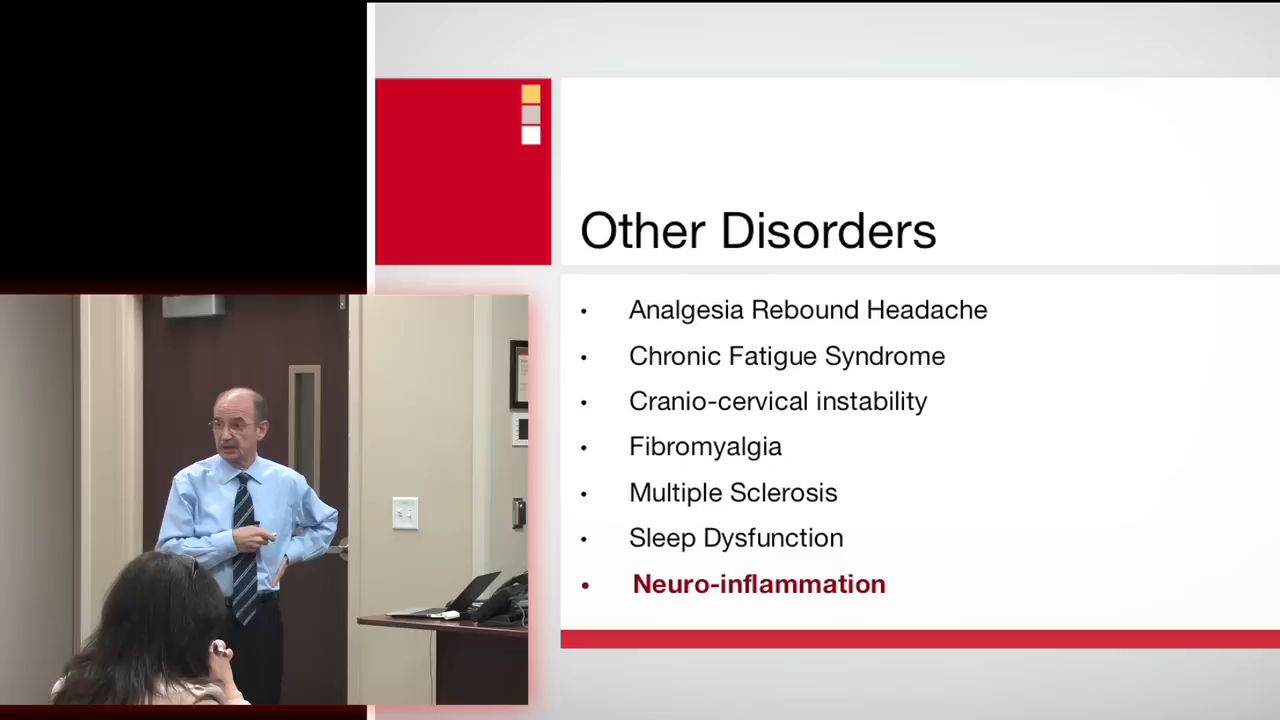 Other Disorders
• Analgesia Rebound Headache
• Chronic Fatigue Syndrome
• Cranio-cervical instability
• Fibromyalgia
• Multiple Sclerosis
• Sleep Dysfunction
• Neuro-inflammation